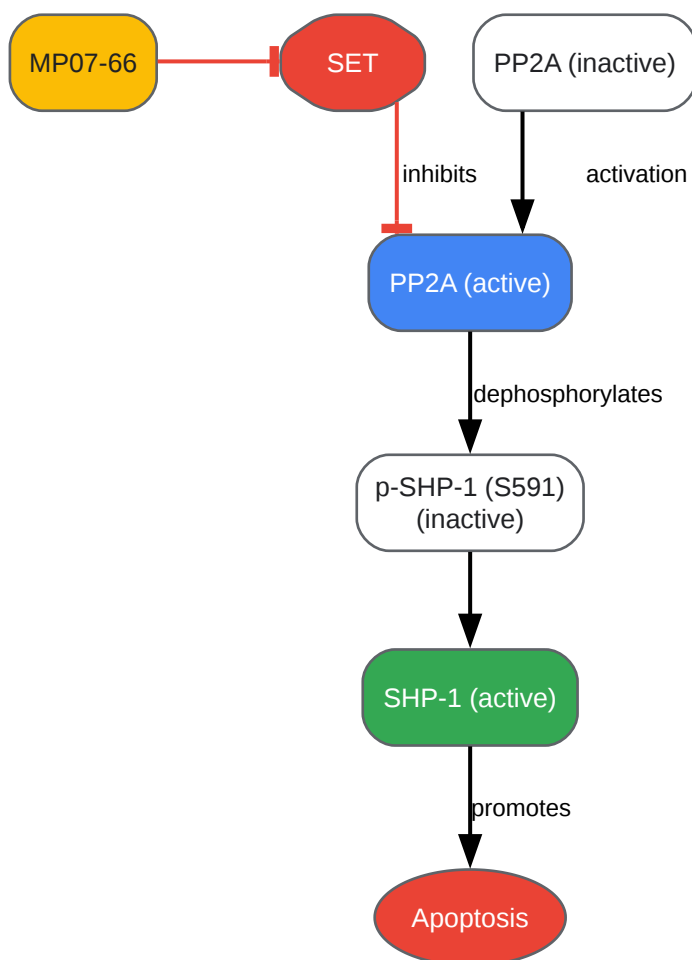 MP07-66
SET
PP2A (inactive)
inhibits
activation
PP2A (active)
dephosphorylates
p-SHP-1 (S591)
(inactive)
SHP-1 (active)
promotes
Apoptosis